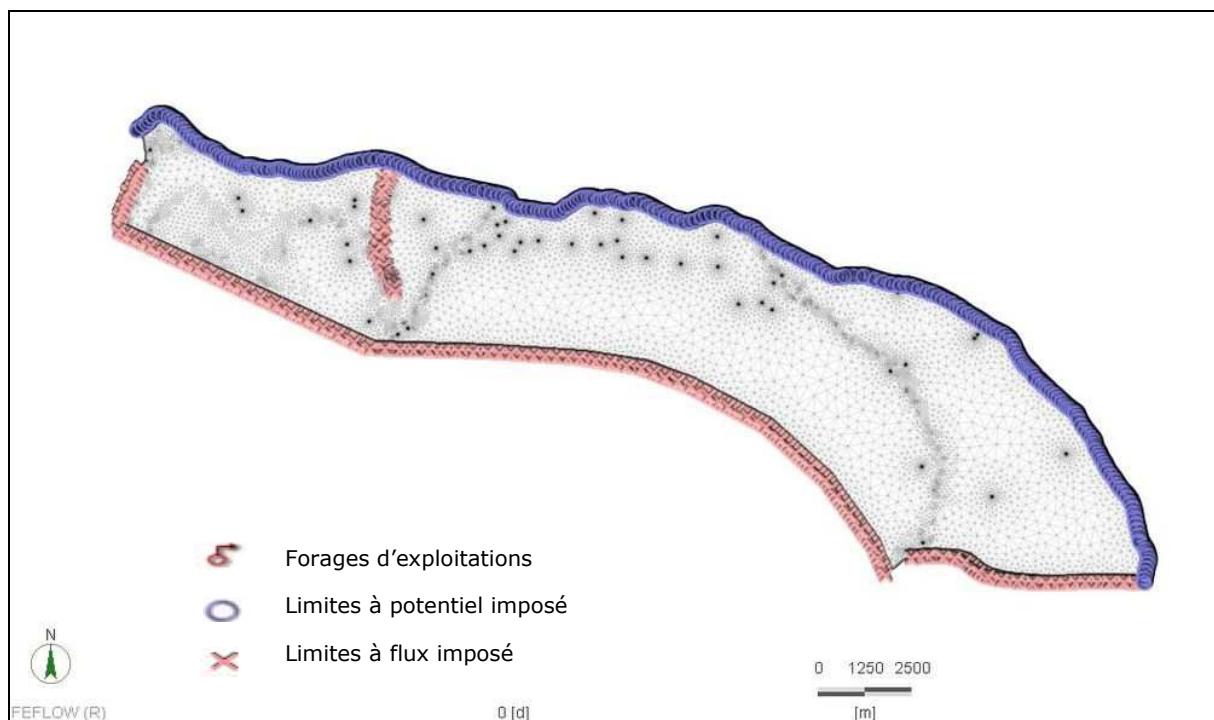 Forages d’exploitations
Limites à potentiel imposé
Limites à flux imposé
N
0 1250 2500
[m]
FEFLOW (R)
0 [d]